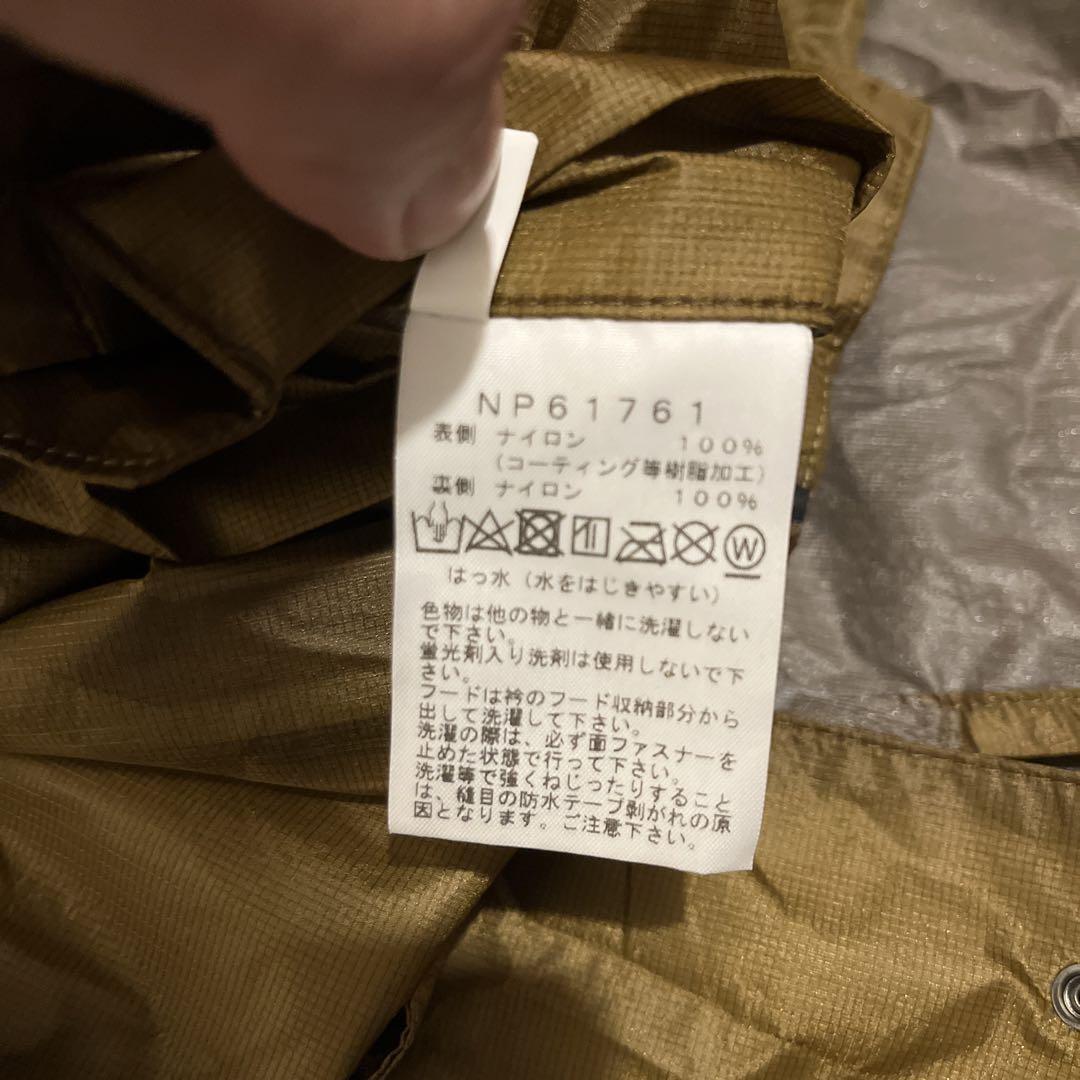 NP61761
表側 ナイロン 100%
(コーティング等樹脂加工)
裏側 ナイロン 100%
W
はっ水(水をはじきやすい)
色物は他の物と一緒に洗濯しない
で下さい。
蛍光剤入り洗剤は使用しないで下
さい。
フードは衿のフード収納部分から
出して洗濯して下さい。
洗濯の際は、必ず面ファスナーを
止めた状態で行って下さい。
洗濯等で強くねじったりすること
は、縫目の防水テープ剥がれの原
因となります。ご注意下さい。